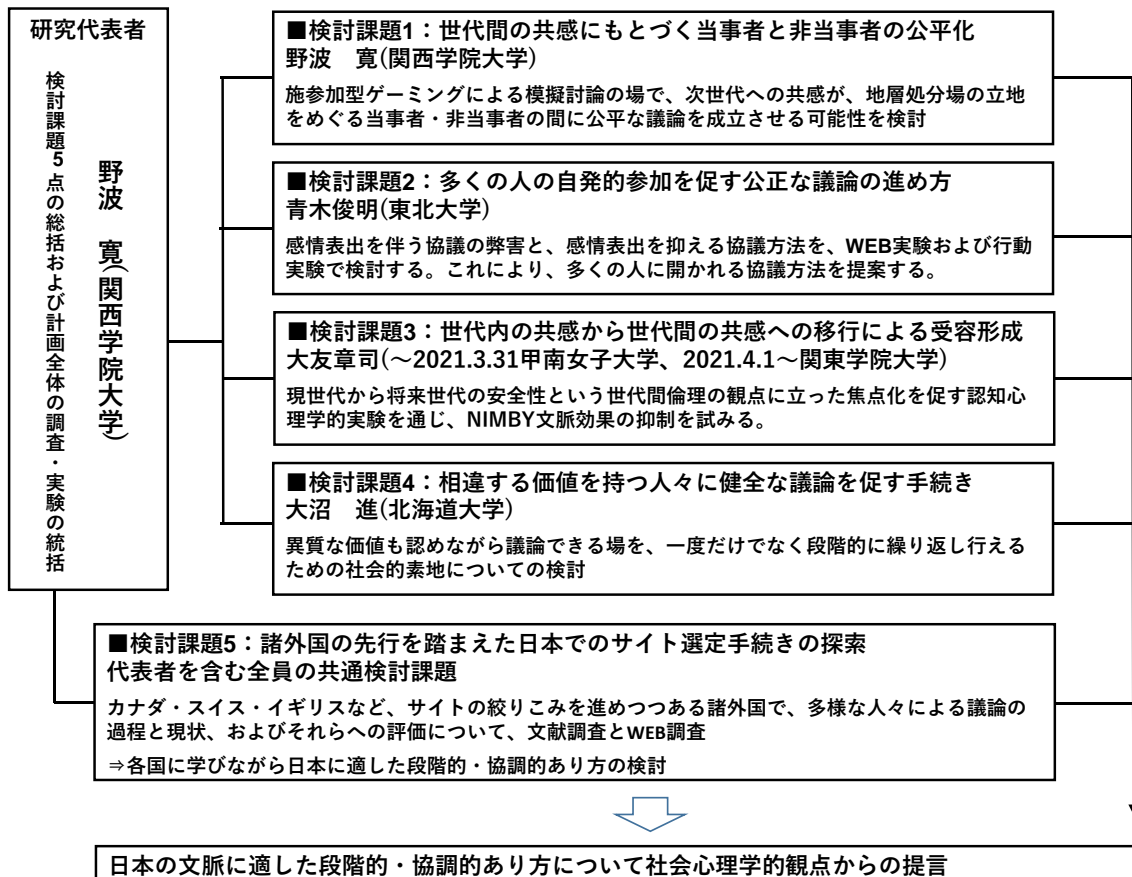 研究代表者
検討課題5点の総括および計画全体の調査・実験の統括
野波　寛(関西学院大学)
■検討課題1：世代間の共感にもとづく当事者と非当事者の公平化
野波　寛(関西学院大学)
施参加型ゲーミングによる模擬討論の場で、次世代への共感が、地層処分場の立地
をめぐる当事者・非当事者の間に公平な議論を成立させる可能性を検討
■検討課題2：多くの人の自発的参加を促す公正な議論の進め方
青木俊明(東北大学)
感情表出を伴う協議の弊害と、感情表出を抑える協議方法を、WEB実験および行動
実験で検討する。これにより、多くの人に開かれる協議方法を提案する。
■検討課題3：世代内の共感から世代間の共感への移行による受容形成
大友章司(～2021.3.31甲南女子大学、2021.4.1～関東学院大学)
現世代から将来世代の安全性という世代間倫理の観点に立った焦点化を促す認知心
理学的実験を通じ、NIMBY文脈効果の抑制を試みる。
■検討課題4：相違する価値を持つ人々に健全な議論を促す手続き
大沼　進(北海道大学)
異質な価値も認めながら議論できる場を、一度だけでなく段階的に繰り返し行える
ための社会的素地についての検討
■検討課題5：諸外国の先行を踏まえた日本でのサイト選定手続きの探索
代表者を含む全員の共通検討課題
カナダ・スイス・イギリスなど、サイトの絞りこみを進めつつある諸外国で、多様な人々による議論の
過程と現状、およびそれらへの評価について、文献調査とWEB調査
⇒各国に学びながら日本に適した段階的・協調的あり方の検討
日本の文脈に適した段階的・協調的あり方について社会心理学的観点からの提言